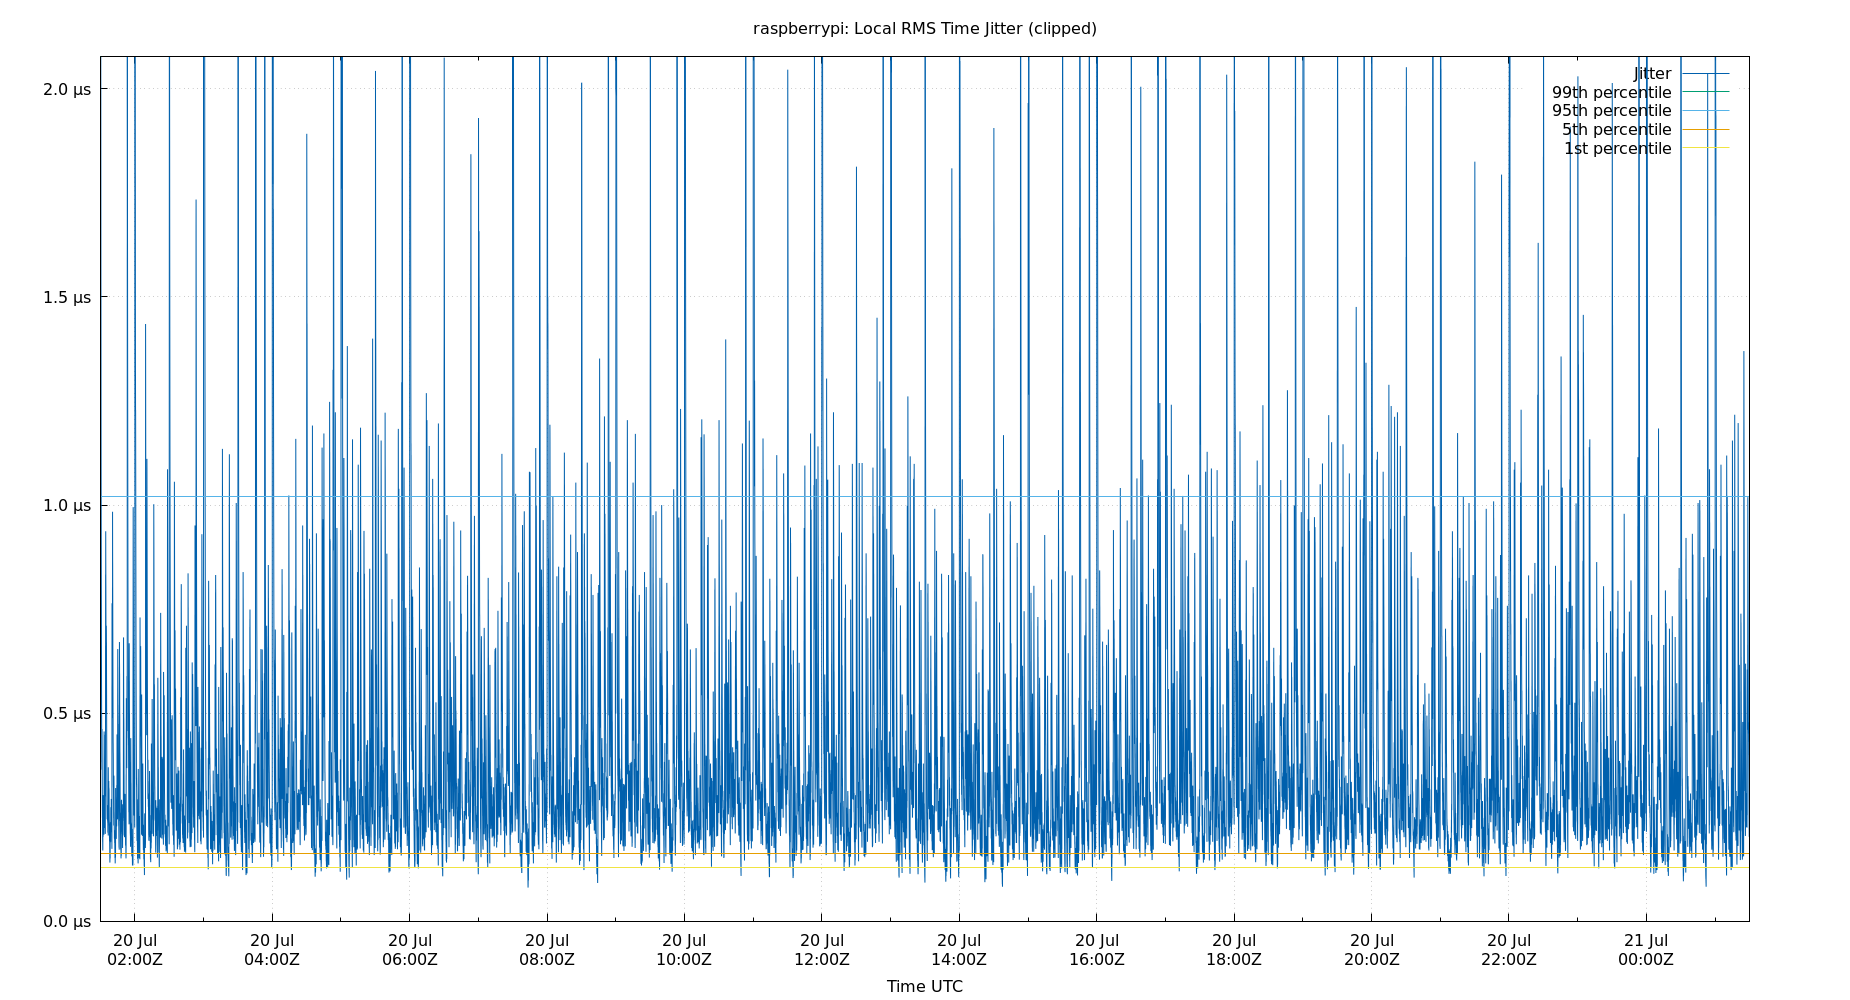 raspberrypi: Local RMS Time Jitter (clipped)
Jitter
99th percentile
95th percentile
5th percentile
1st percentile
2.0 µs
1.5 µs
1.0 µs
0.5 µs
0.0 µs
20 Jul 20 Jul 20 Jul 20 Jul 20 Jul 20 Jul 20 Jul 20 Jul 20 Jul 20 Jul 20 Jul 21 Jul
02:00Z 04:00Z 06:00Z 08:00Z 10:00Z 12:00Z 14:00Z 16:00Z 18:00Z 20:00Z 22:00Z 00:00Z
Time UTC